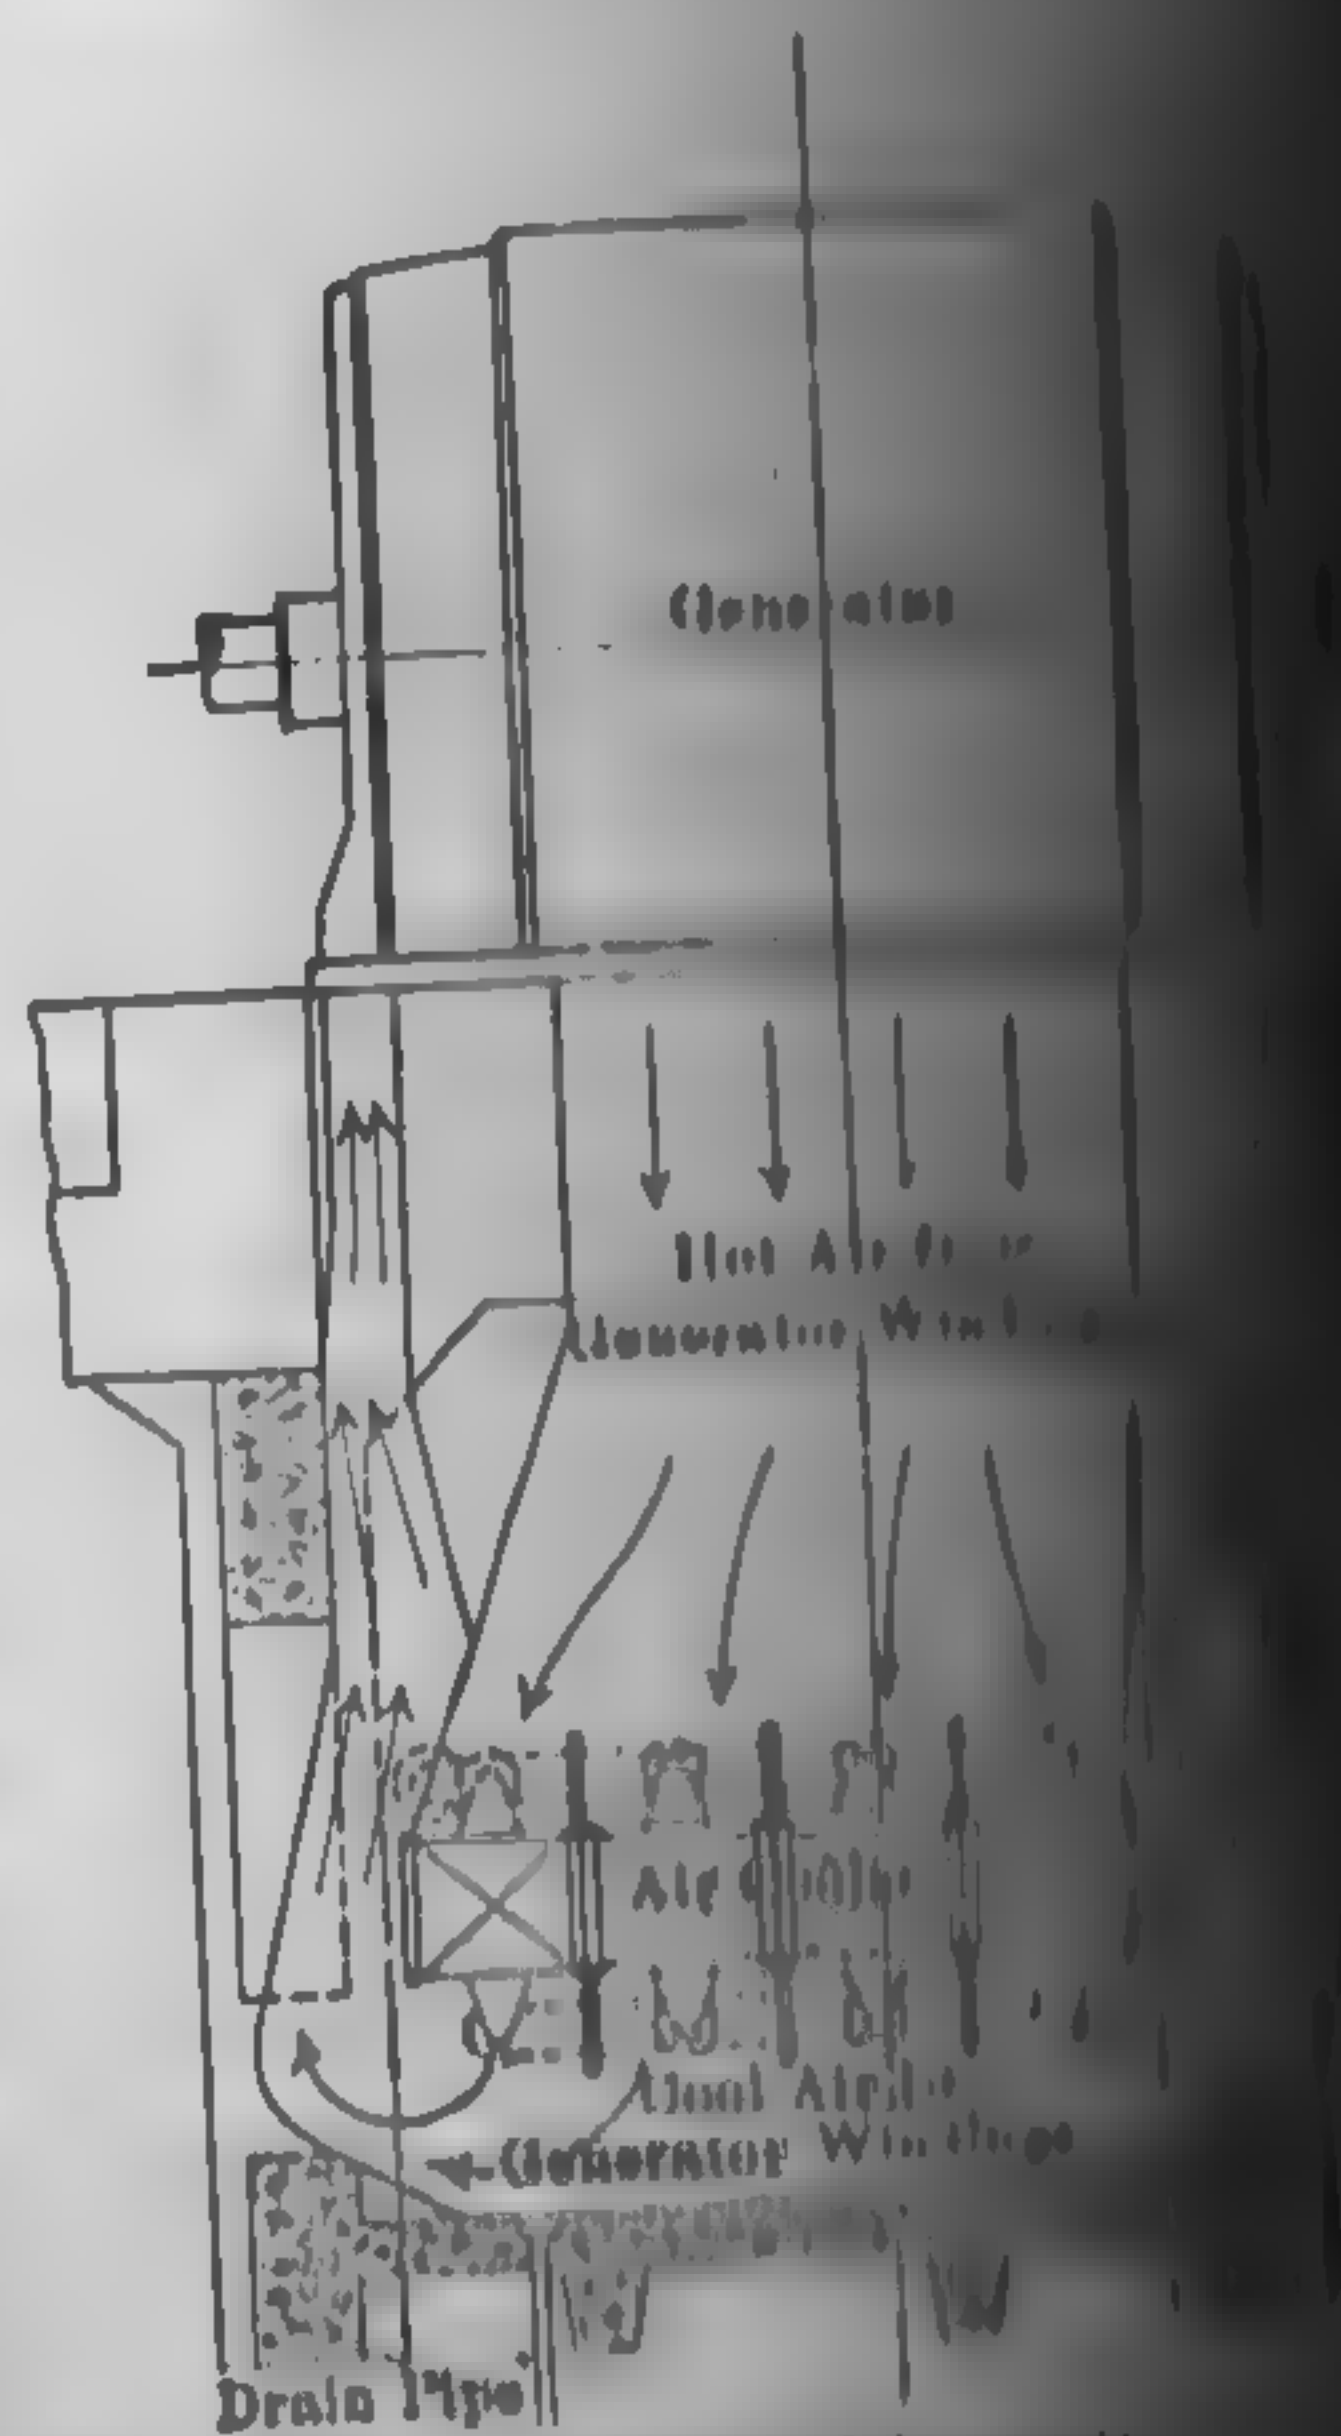 Generator
Hot Air from
Generator Windings
Air Cooler
Cool Air to
Generator Windings
Drain Pipe